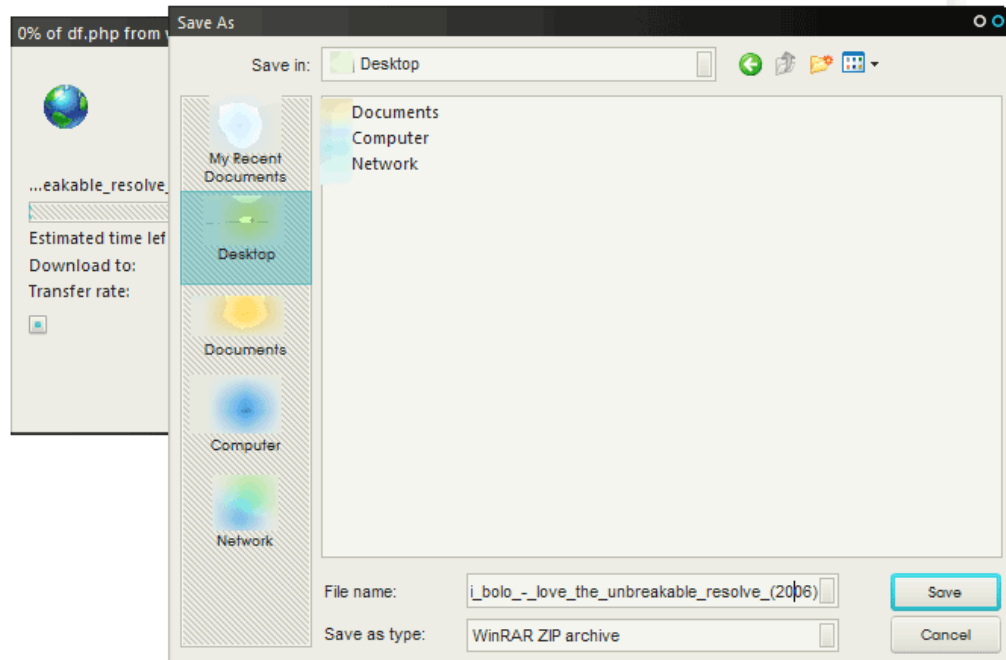 0% of df.php from
Save As
Save in:
Desktop
My Recent
Documents
Desktop
Documents
Computer
Network
Documents
Computer
Network
...eakable_resolve_
Estimated time lef
Download to:
Transfer rate:
File name:
i_bolo_-_love_the_unbreakable_resolve_(2006)
Save
Save as type:
WinRAR ZIP archive
Cancel